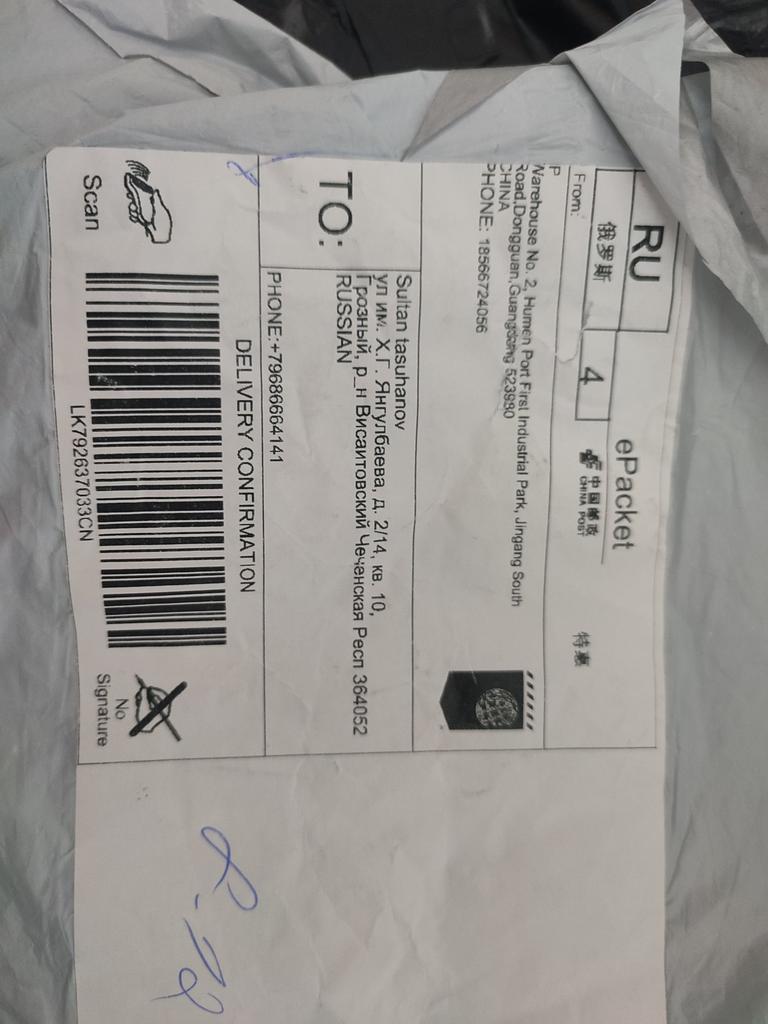 RU
俄罗斯
4
ePacket
中国邮政
CHINA POST
特惠
From:
P
Warehouse No. 2, Humen Port First Industrial Park, Jingang South
Road,Dongguan,Guangdong 523980
CHINA
PHONE: 18566724056
TO:
Sultan tasuhanov
ул им. Х.Г. Янгулбаева, д. 2/14, кв. 10,
Грозный, р_н Висаитовский Чеченская Респ 364052
RUSSIAN
PHONE:+79686664141
Scan
DELIVERY CONFIRMATION
LK792637033CN
No
Signature